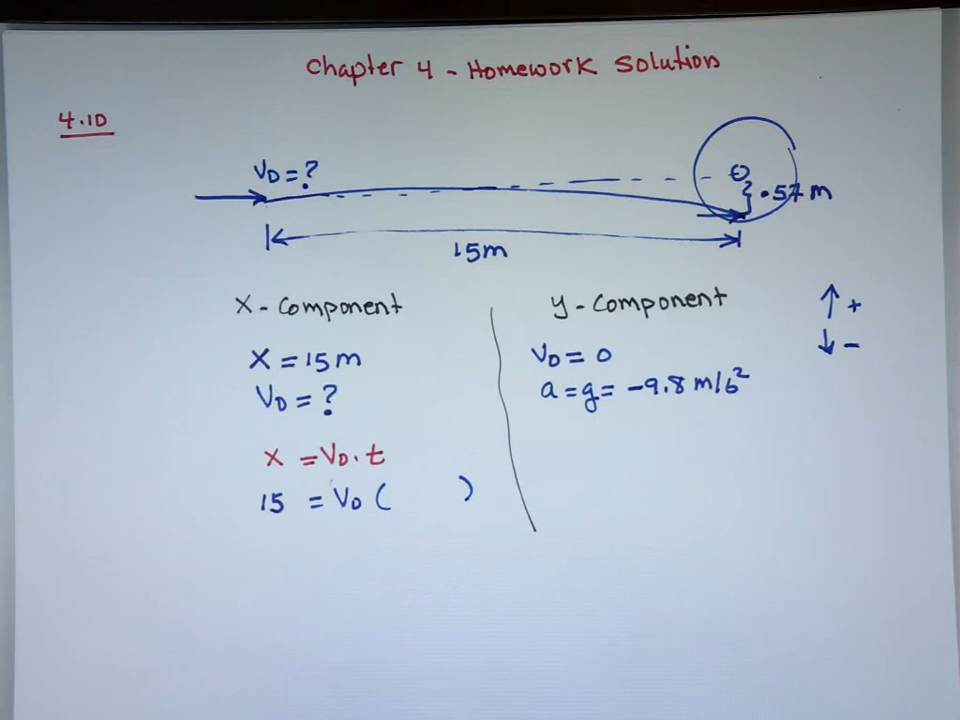 Chapter 4 - Homework Solution
4.10
V0 = ?
.57 m
15m
X - Component
X = 15 m
V0 = ?
X = V0 . t
15 = V0 ( )
y - Component
V0 = 0
a = g = -9.8 m/s²
↑ +
↓ -